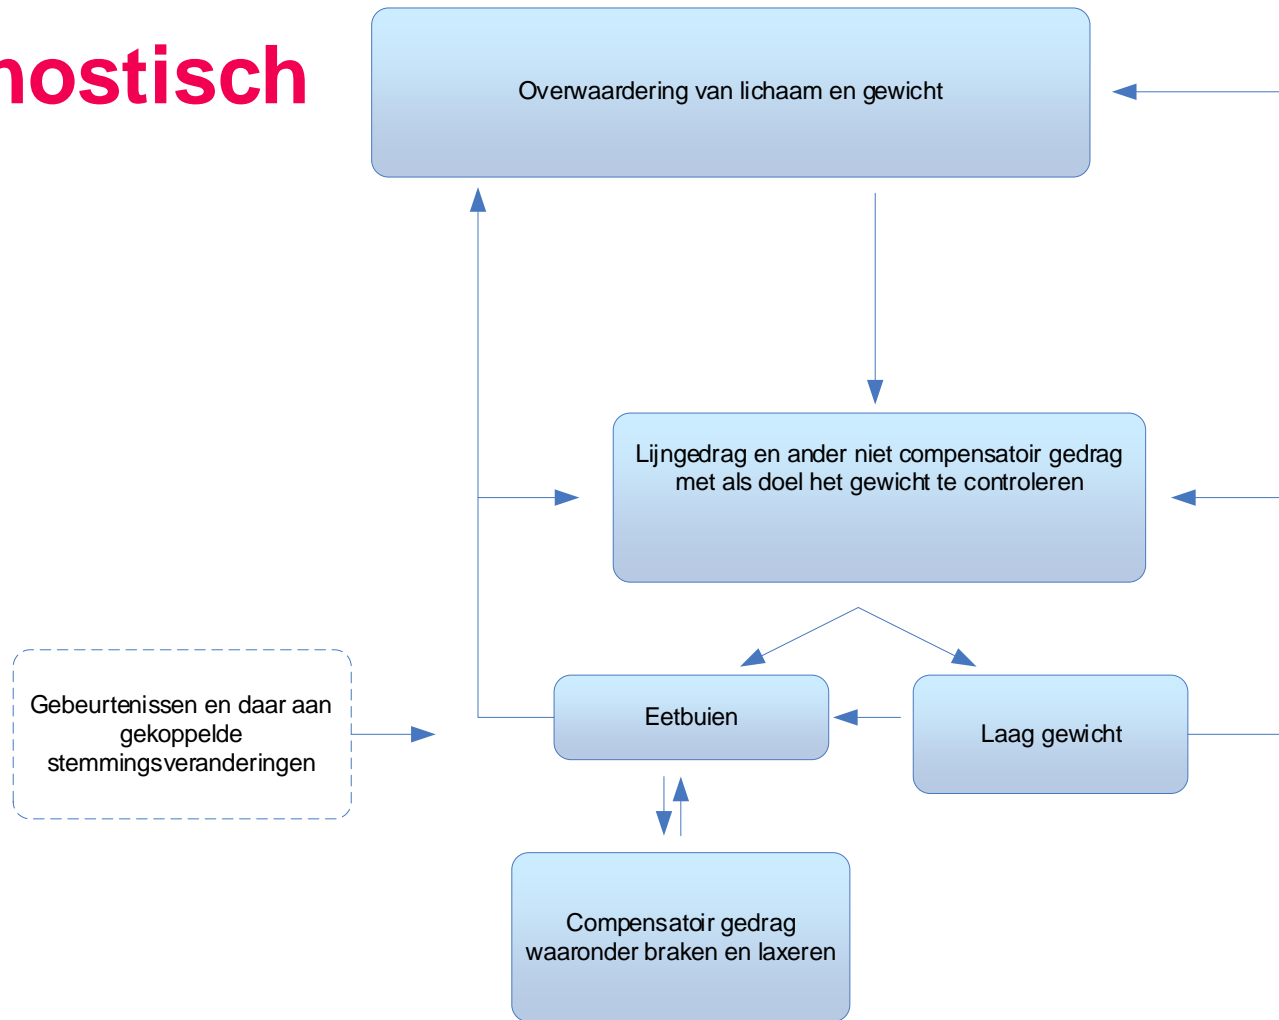 nostisch
Overwaardering van lichaam en gewicht
Lijngedrag en ander niet compensatoir gedrag
met als doel het gewicht te controleren
Gebeurtenissen en daar aan
gekoppelde
stemmingsveranderingen
Eetbuien
Laag gewicht
Compensatoir gedrag
waaronder braken en laxeren